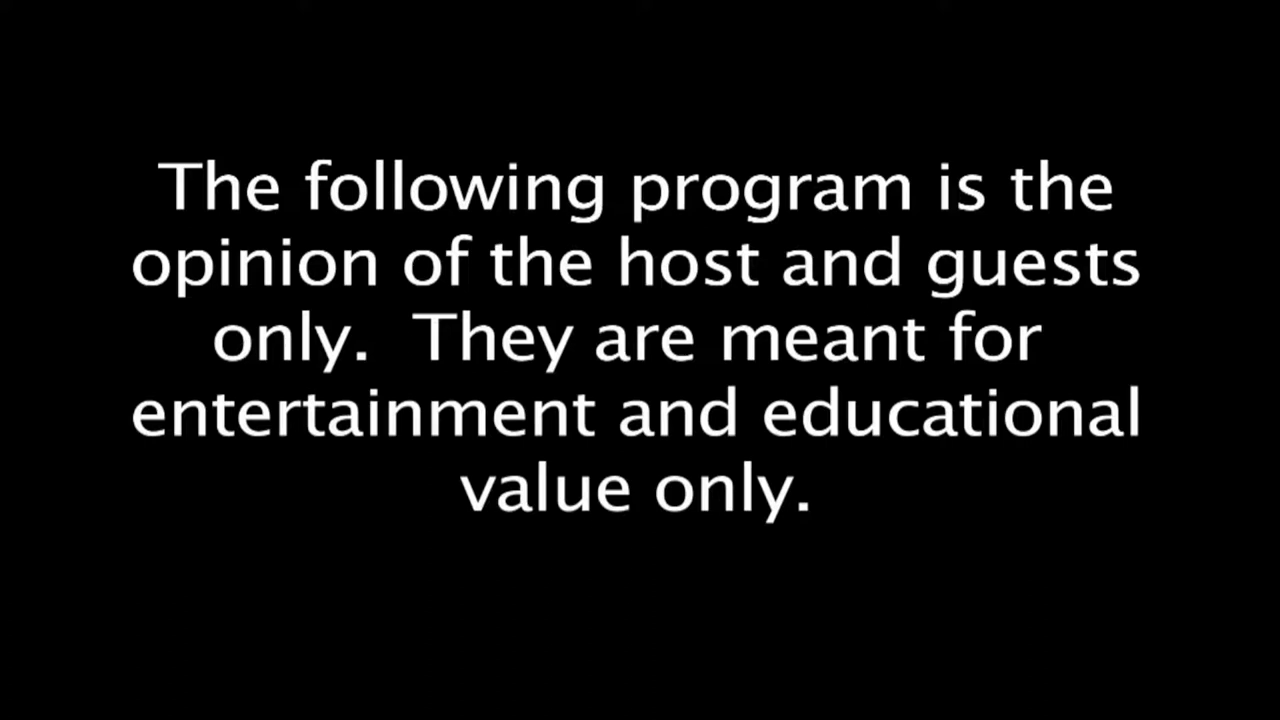 The following program is the
opinion of the host and guests
only.  They are meant for
entertainment and educational
value only.